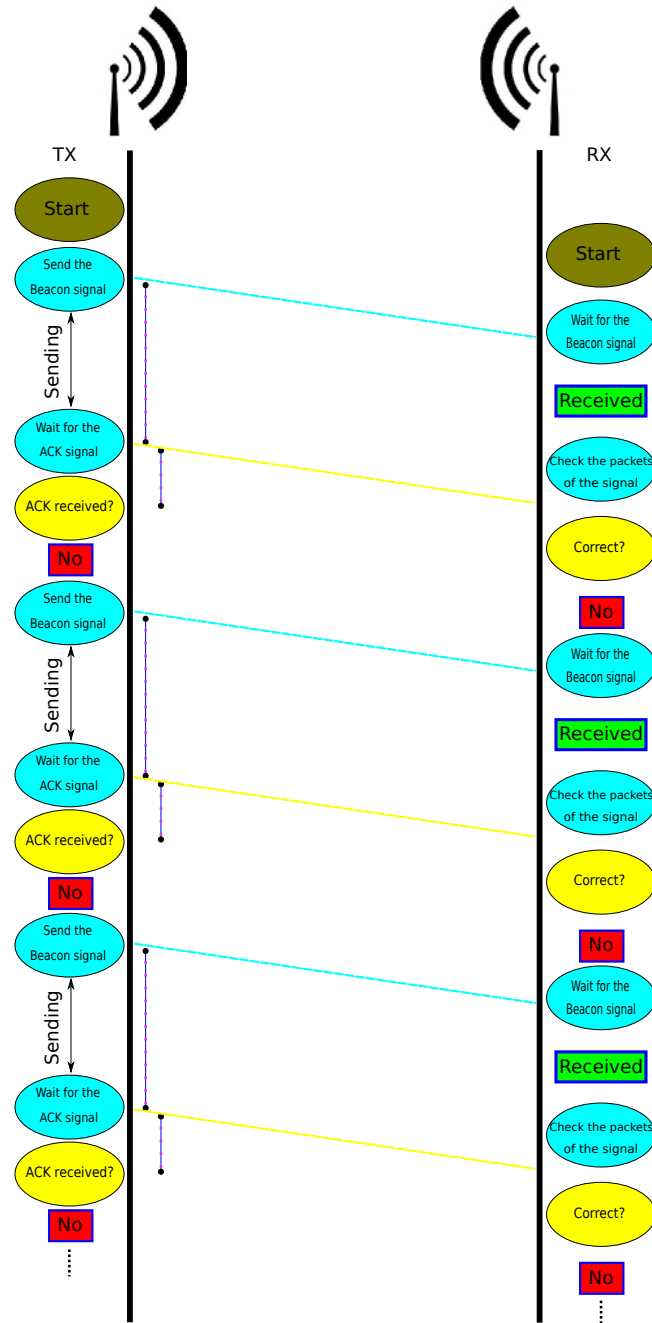 TX
Start
Send the
Beacon signal
Sending
Wait for the
ACK signal
ACK received?
No
Send the
Beacon signal
Sending
Wait for the
ACK signal
ACK received?
No
Send the
Beacon signal
Sending
Wait for the
ACK signal
ACK received?
No
RX
Start
Wait for the
Beacon signal
Received
Check the packets
of the signal
Correct?
No
Wait for the
Beacon signal
Received
Check the packets
of the signal
Correct?
No
Wait for the
Beacon signal
Received
Check the packets
of the signal
Correct?
No